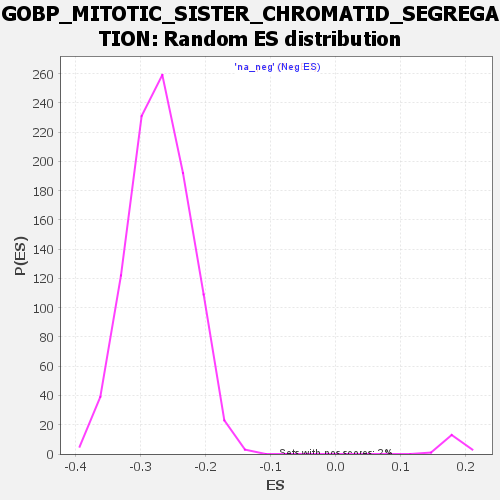 GOBP_MITOTIC_SISTER_CHROMATID_SEGREGA
TION: Random ES distribution
'na_neg' (Neg ES)
260
240
220
200
180
160
140
120
100
80
60
40
20
0
P(ES)
Sets with pos scores: 2%
-0.4 -0.3 -0.2 -0.1 0.0 0.1 0.2
ES